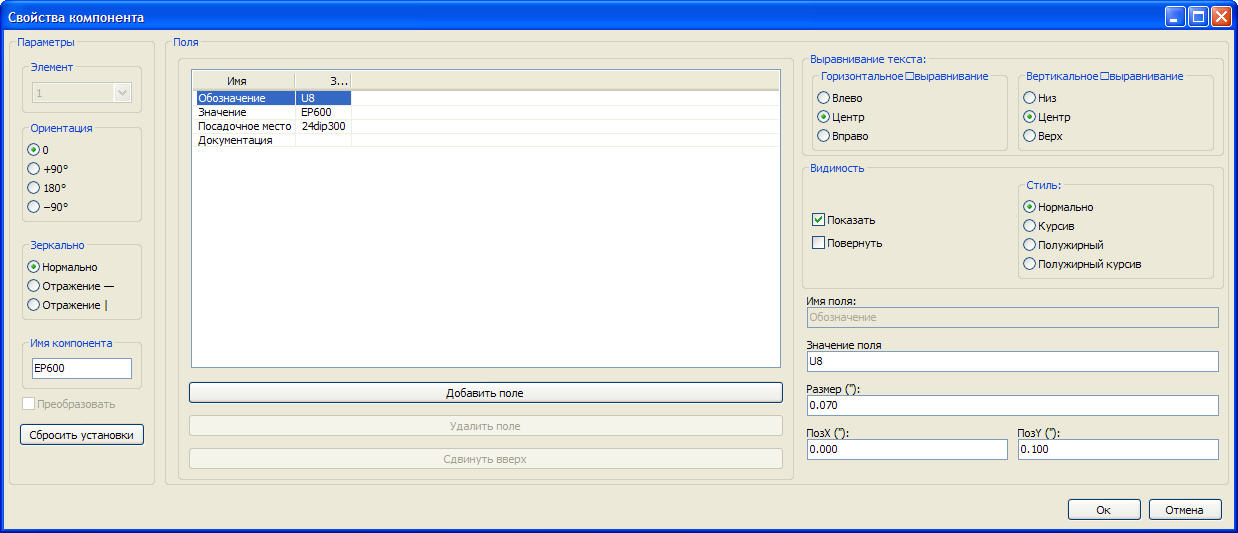 Свойства компонента
Параметры
Элемент
1
Ориентация
0
+90°
180°
−90°
Зеркально
Нормально
Отражение —
Отражение |
Имя компонента
EP600
Преобразовать
Сбросить установки
Поля
Имя З...
Обозначение U8
Значение EP600
Посадочное место 24dip300
Документация
Добавить поле
Удалить поле
Сдвинуть вверх
Выравнивание текста:
Горизонтальное □выравнивание
Влево
Центр
Вправо
Вертикальное □выравнивание
Низ
Центр
Верх
Видимость
Показать
Повернуть
Стиль:
Нормально
Курсив
Полужирный
Полужирный курсив
Имя поля:
Обозначение
Значение поля
U8
Размер ("):
0.070
ПозX ("):
0.000
ПозY ("):
0.100
Ок
Отмена